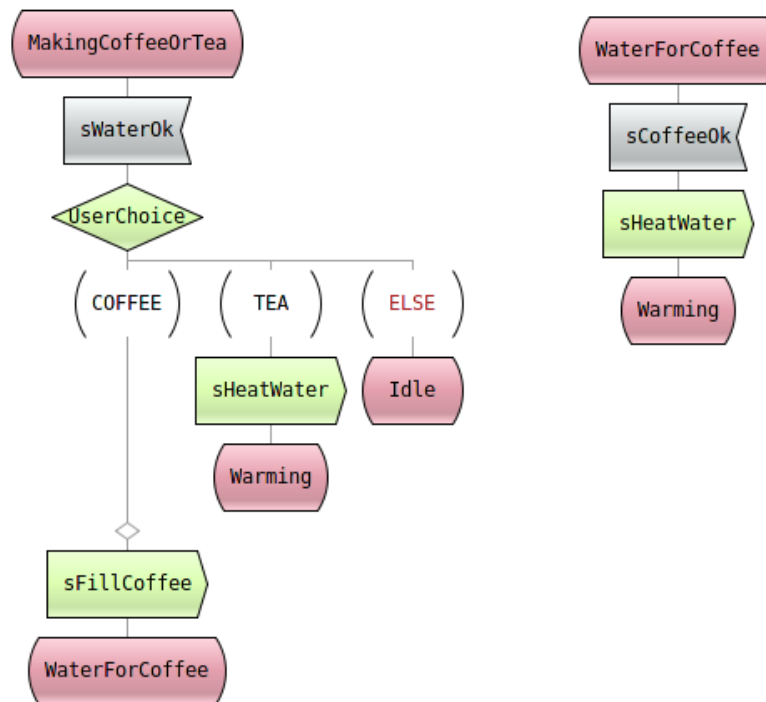 MakingCoffeeOrTea
sWaterOk
UserChoice
COFFEE
TEA
ELSE
sHeatWater
Idle
Warming
sFillCoffee
WaterForCoffee
WaterForCoffee
sCoffeeOk
sHeatWater
Warming